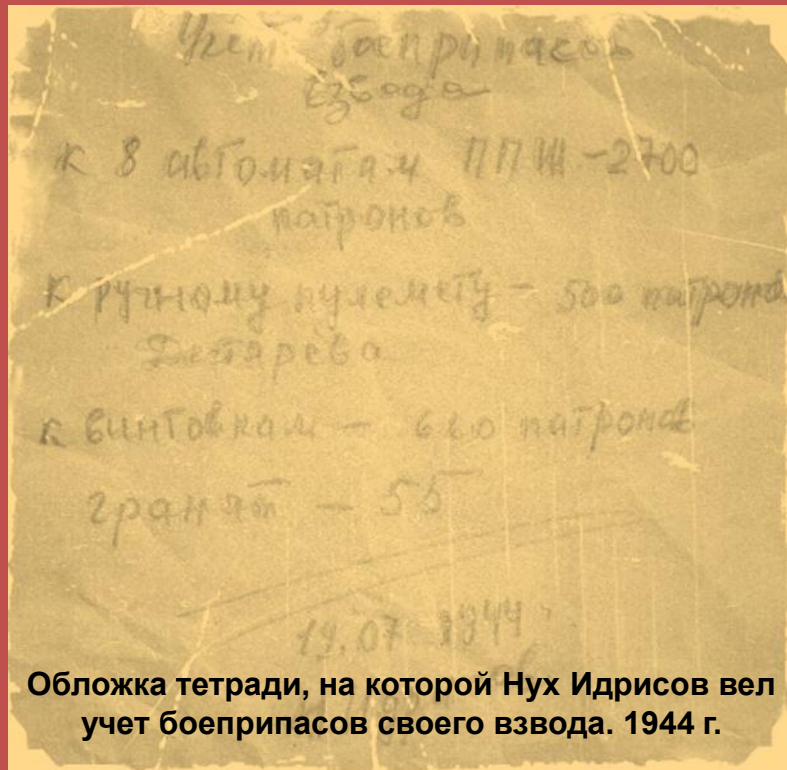 Учет боеприпасов
взвода
к 8 автоматам ППШ-2700
патронов
к ручному пулемету - 500 патронов
Дегтярева
к винтовкам -  патронов
гранат - 55
19.07 1944
Обложка тетради, на которой Нух Идрисов вел
учет боеприпасов своего взвода. 1944 г.